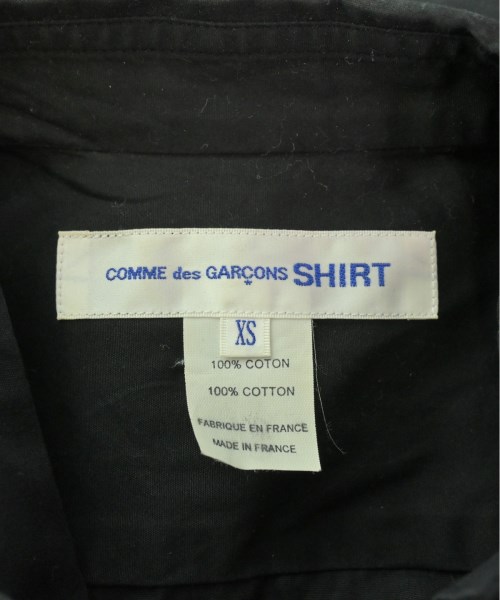 COMME des GARÇONS SHIRT
XS
100% COTON
100% COTTON
FABRIQUE EN FRANCE
MADE IN FRANCE